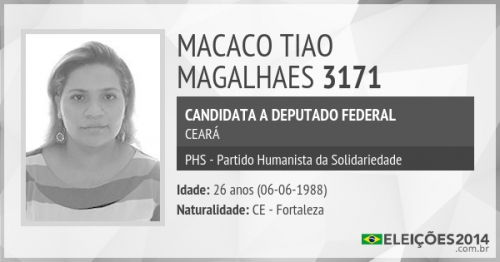 MACACO TIAO
MAGALHAES 3171
CANDIDATA A DEPUTADO FEDERAL
CEARÁ
PHS - Partido Humanista da Solidariedade
Idade: 26 anos (06-06-1988)
Naturalidade: CE - Fortaleza
ELEIÇÕES2014
.com.br